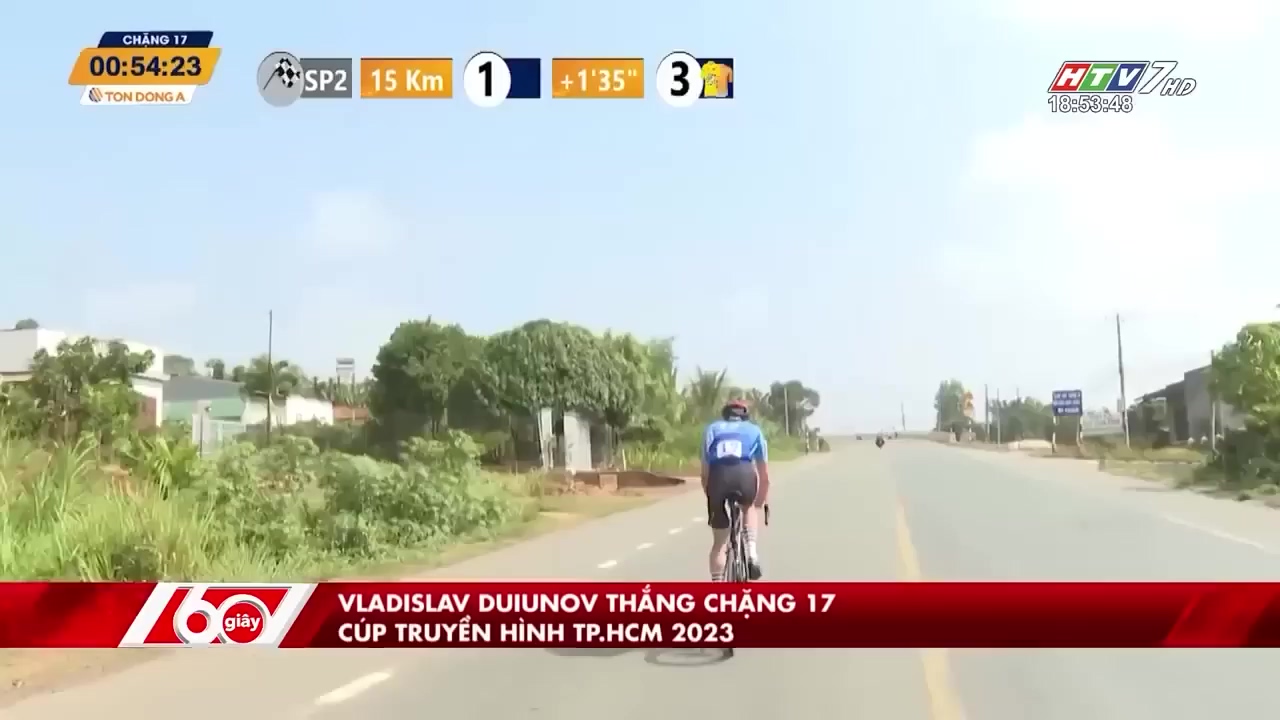 CHẶNG 17
00:54:23
TON DONG A
SP2
15 Km
1
+1'35"
3
HTV7 HD
18:53:48
60 giây
VLADISLAV DUIUNOV THẮNG CHẶNG 17
CÚP TRUYỀN HÌNH TP.HCM 2023